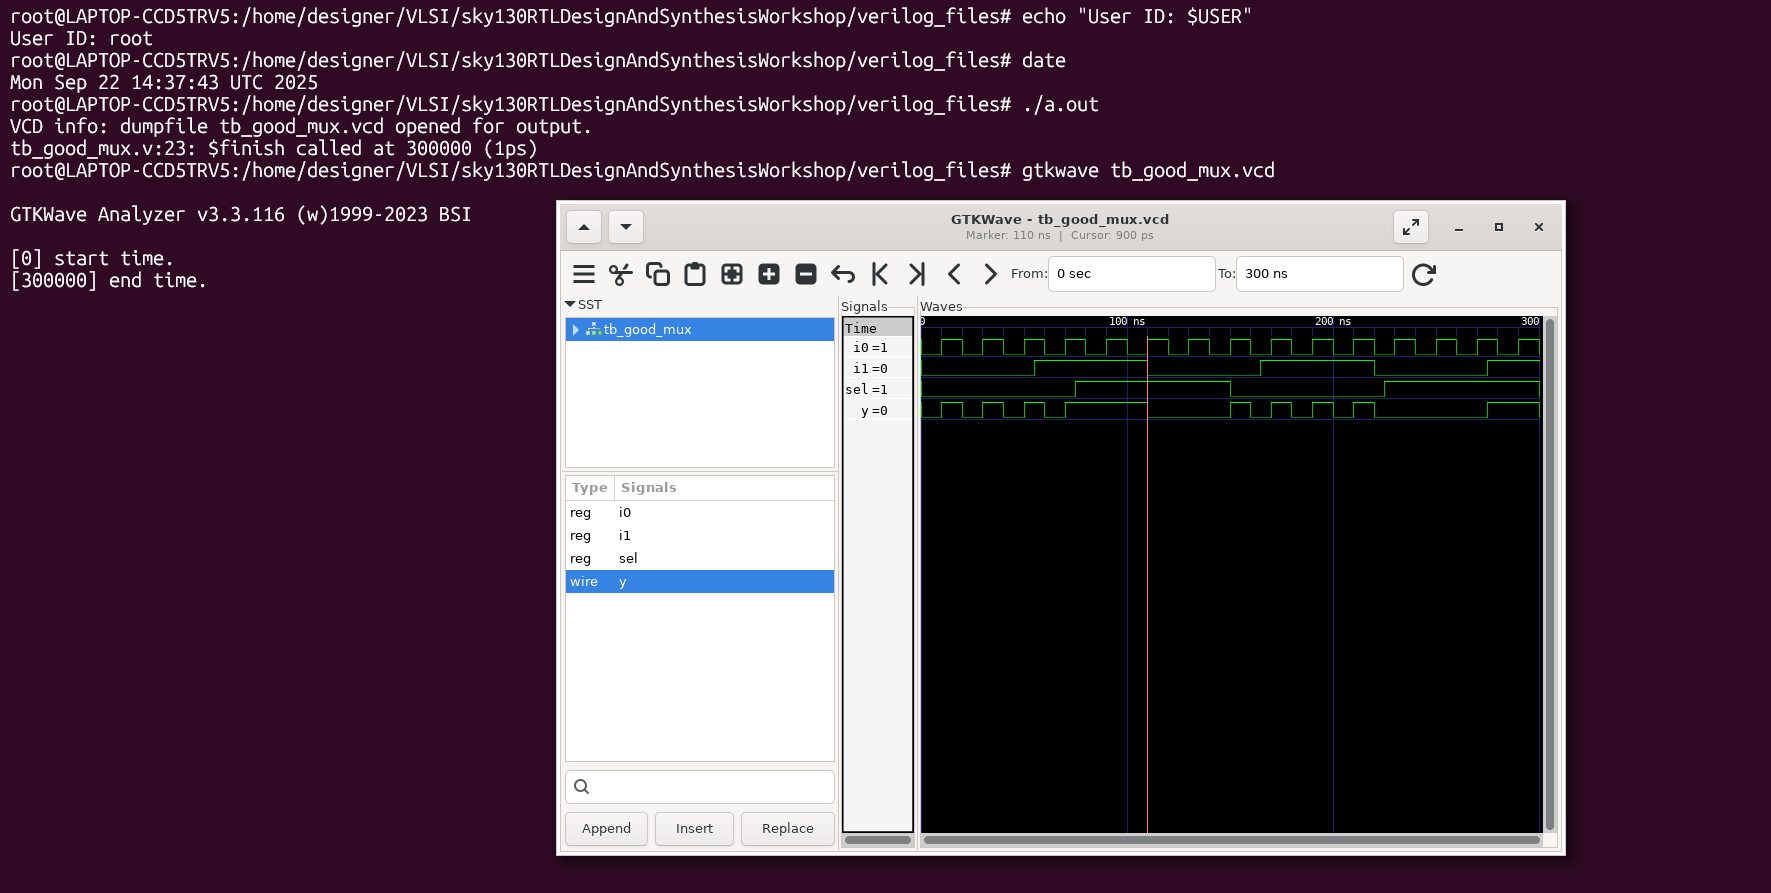 root@LAPTOP-CCD5TRV5:/home/designer/VLSI/sky130RTLDesignAndSynthesisWorkshop/verilog_files# echo "User ID: $USER"
User ID: root
root@LAPTOP-CCD5TRV5:/home/designer/VLSI/sky130RTLDesignAndSynthesisWorkshop/verilog_files# date
Mon Sep 22 14:37:43 UTC 2025
root@LAPTOP-CCD5TRV5:/home/designer/VLSI/sky130RTLDesignAndSynthesisWorkshop/verilog_files# ./a.out
VCD info: dumpfile tb_good_mux.vcd opened for output.
tb_good_mux.v:23: $finish called at 300000 (1ps)
root@LAPTOP-CCD5TRV5:/home/designer/VLSI/sky130RTLDesignAndSynthesisWorkshop/verilog_files# gtkwave tb_good_mux.vcd
GTKWave Analyzer v3.3.116 (w)1999-2023 BSI
[0] start time.
[300000] end time.
GTKWave - tb_good_mux.vcd
Marker: 110 ns | Cursor: 900 ps
From: 0 sec To: 300 ns
SST
tb_good_mux
Type Signals
reg i0
reg i1
reg sel
wire y
Append Insert Replace
Signals
Time
i0=1
i1=0
sel=1
y=0
Waves
0 100 ns 200 ns 300